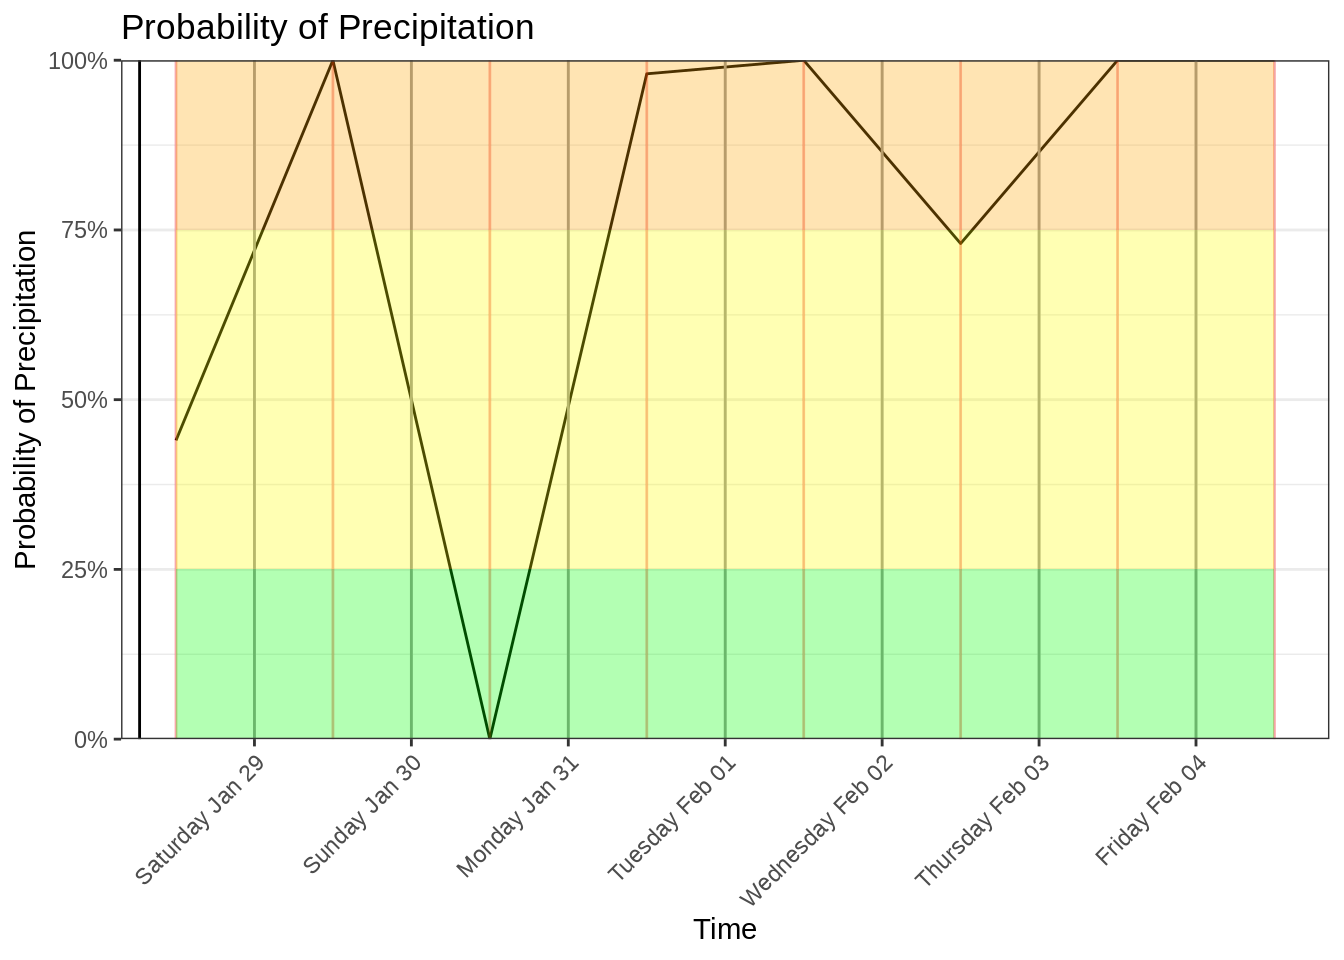 Probability of Precipitation
Probability of Precipitation
100%
75%
50%
25%
0%
Saturday Jan 29
Sunday Jan 30
Monday Jan 31
Tuesday Feb 01
Wednesday Feb 02
Thursday Feb 03
Friday Feb 04
Time